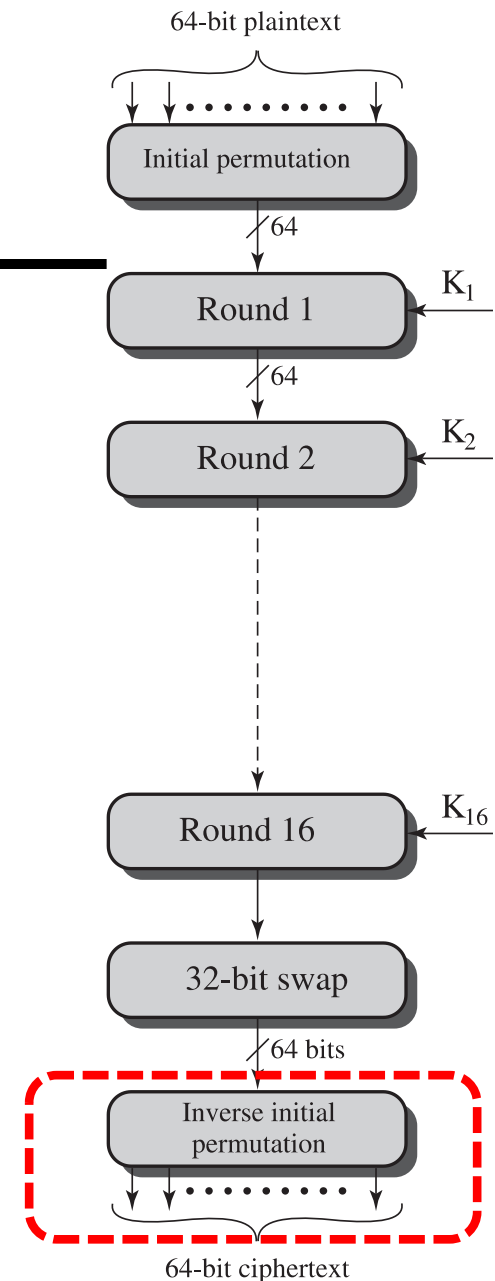 64-bit plaintext
Initial permutation
64
Round 1
K₁
64
Round 2
K₂
Round 16
K₁₆
32-bit swap
64 bits
Inverse initial
permutation
64-bit ciphertext